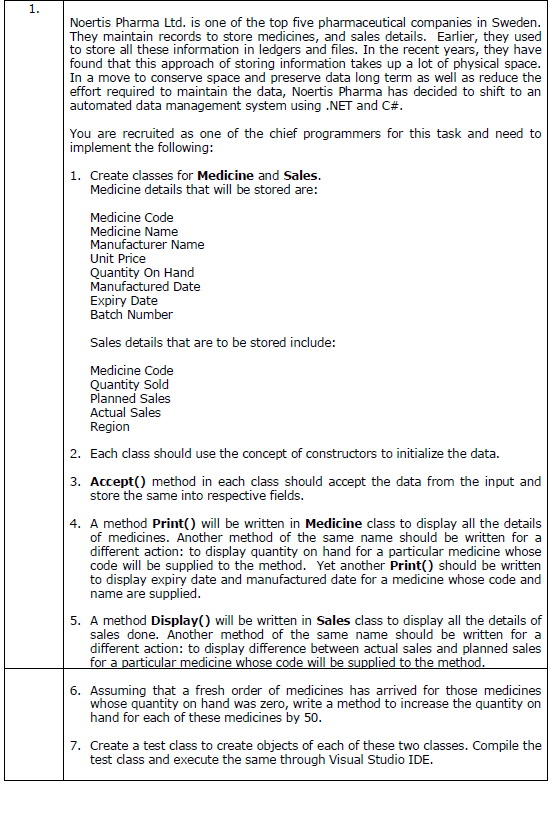 1.
Noertis Pharma Ltd. is one of the top five pharmaceutical companies in Sweden.
They maintain records to store medicines, and sales details. Earlier, they used
to store all these information in ledgers and files. In the recent years, they have
found that this approach of storing information takes up a lot of physical space.
In a move to conserve space and preserve data long term as well as reduce the
effort required to maintain the data, Noertis Pharma has decided to shift to an
automated data management system using .NET and C#.
You are recruited as one of the chief programmers for this task and need to
implement the following:
1. Create classes for Medicine and Sales.
Medicine details that will be stored are:
Medicine Code
Medicine Name
Manufacturer Name
Unit Price
Quantity On Hand
Manufactured Date
Expiry Date
Batch Number
Sales details that are to be stored include:
Medicine Code
Quantity Sold
Planned Sales
Actual Sales
Region
2. Each class should use the concept of constructors to initialize the data.
3. Accept() method in each class should accept the data from the input and
store the same into respective fields.
4. A method Print() will be written in Medicine class to display all the details
of medicines. Another method of the same name should be written for a
different action: to display quantity on hand for a particular medicine whose
code will be supplied to the method. Yet another Print() should be written
to display expiry date and manufactured date for a medicine whose code and
name are supplied.
5. A method Display() will be written in Sales class to display all the details of
sales done. Another method of the same name should be written for a
different action: to display difference between actual sales and planned sales
for a particular medicine whose code will be supplied to the method.
6. Assuming that a fresh order of medicines has arrived for those medicines
whose quantity on hand was zero, write a method to increase the quantity on
hand for each of these medicines by 50.
7. Create a test class to create objects of each of these two classes. Compile the
test class and execute the same through Visual Studio IDE.